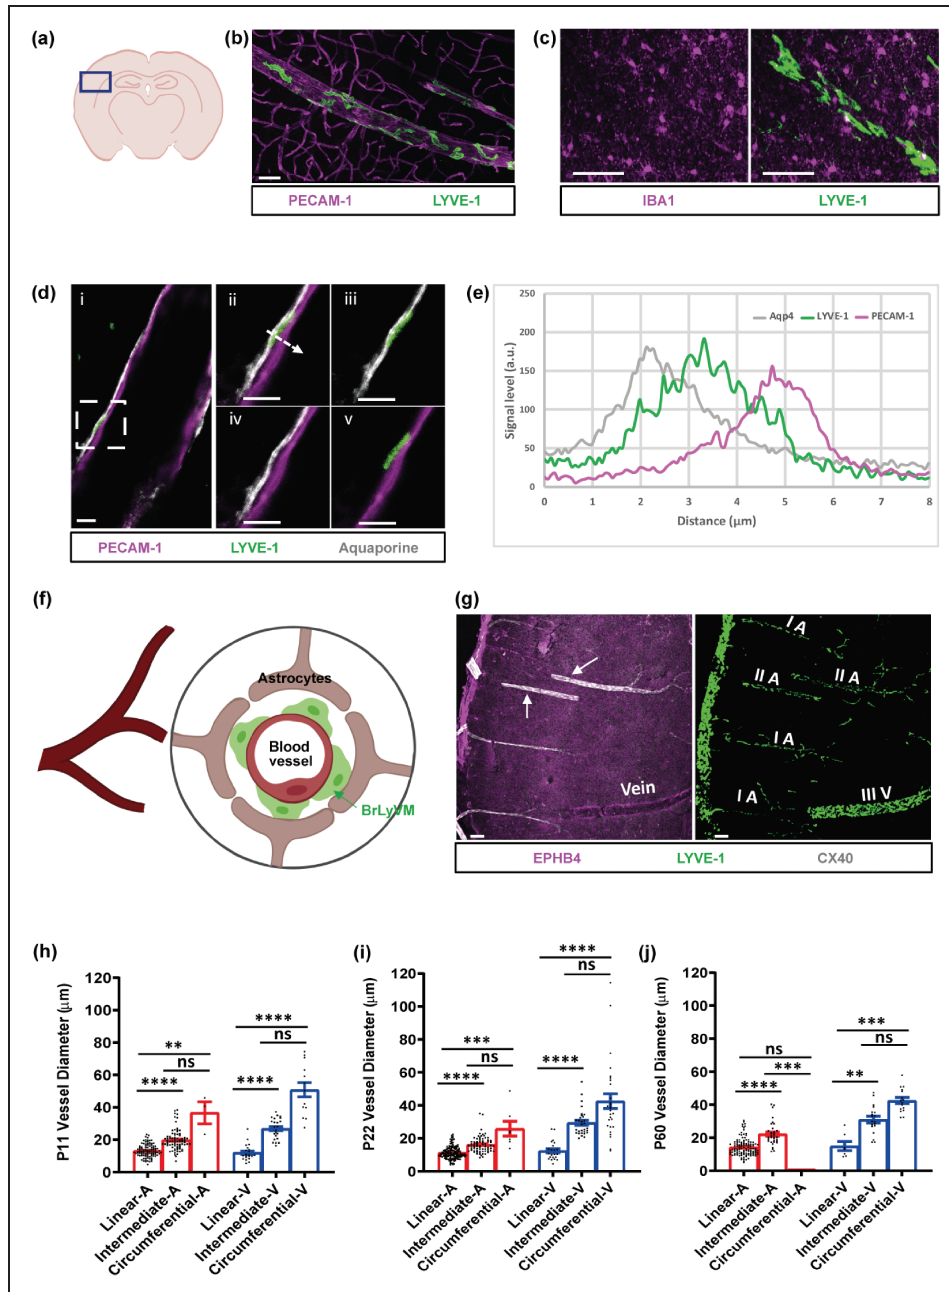 (a)
(b)
(c)
PECAM-1 LYVE-1
IBA1 LYVE-1
(d)
i
ii
iii
iv
v
PECAM-1 LYVE-1 Aquaporine
(e)
250
200
150
100
50
0
Signal level (a.u.)
Aqp4 LYVE-1 PECAM-1
0 1 2 3 4 5 6 7 8
Distance (μm)
(f)
Astrocytes
Blood
vessel
BrLyVM
(g)
Vein
I A
II A II A
I A
I A III V
EPHB4 LYVE-1 CX40
(h)
P11 Vessel Diameter (μm)
120
100
80
60
40
20
0
****
** ns
ns
**** ****
Linear-A
Intermediate-A
Circumferential-A
Linear-V
Intermediate-V
Circumferential-V
(i)
P22 Vessel Diameter (μm)
120
100
80
60
40
20
0
****
ns
***
ns ****
****
Linear-A
Intermediate-A
Circumferential-A
Linear-V
Intermediate-V
Circumferential-V
(j)
P60 Vessel Diameter (μm)
120
100
80
60
40
20
0
***
ns ns
***
**** **
Linear-A
Intermediate-A
Circumferential-A
Linear-V
Intermediate-V
Circumferential-V